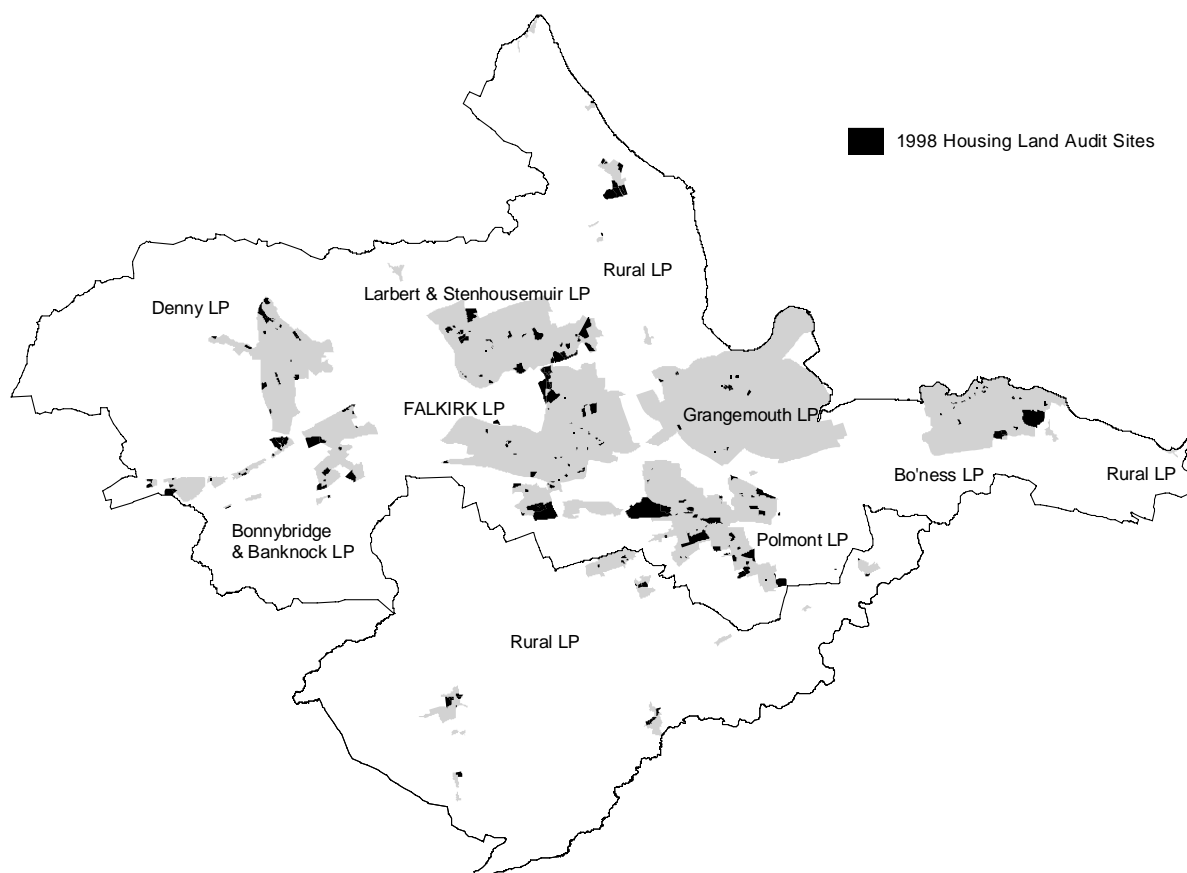 1998 Housing Land Audit Sites
Rural LP
Larbert & Stenhousemuir LP
Denny LP
FALKIRK LP
Grangemouth LP
Bo'ness LP
Rural LP
Bonnybridge
& Banknock LP
Polmont LP
Rural LP